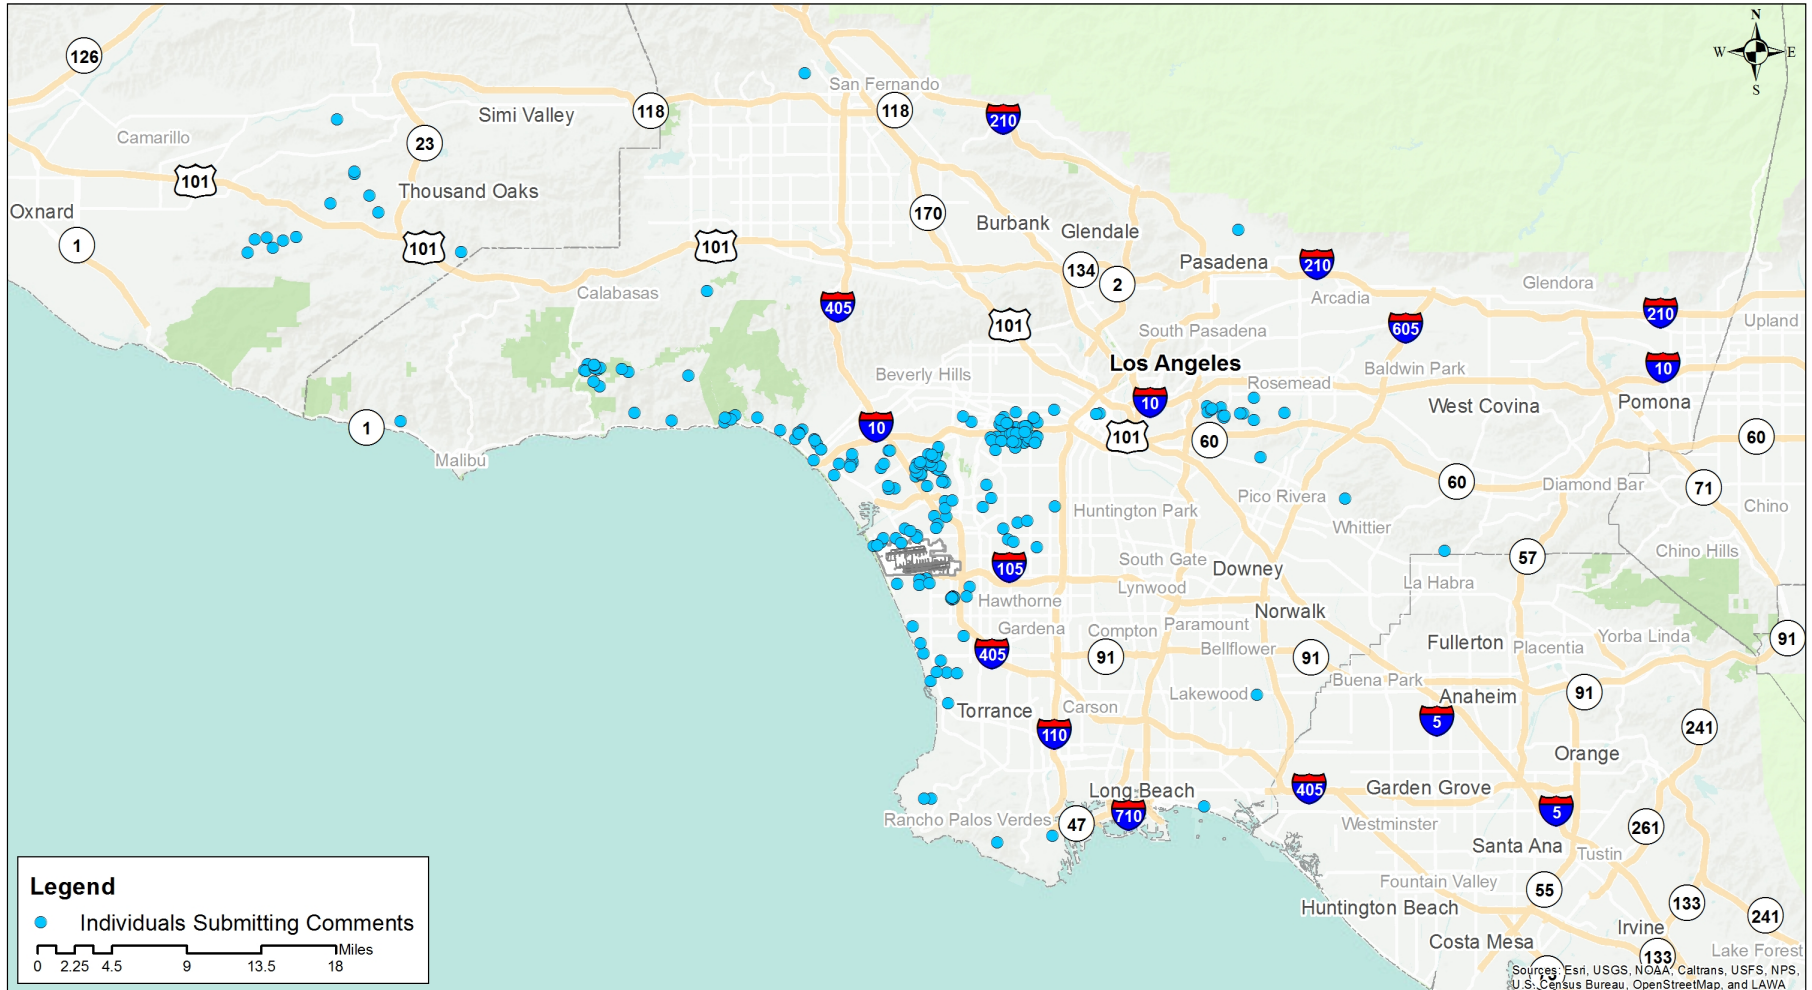 N
W
E
S
126
San Fernando
Simi Valley
118
118
210
Camarillo
23
101
Thousand Oaks
Oxnard
170
Burbank
Glendale
1
101
101
Pasadena
210
134
2
Calabasas
Arcadia
Glendora
405
101
South Pasadena
605
210
Upland
Los Angeles
Beverly Hills
Rosemead
Baldwin Park
10
10
West Covina
Pomona
1
10
101
60
60
Malibu
60
Diamond Bar
71
Pico Rivera
Huntington Park
Whittier
Chino
105
South Gate
Downey
57
Chino Hills
Lynwood
La Habra
Hawthorne
Norwalk
Gardena
Compton
Paramount
Fullerton
Placentia
Yorba Linda
91
405
91
Bellflower
91
Buena Park
Lakewood
Anaheim
91
Torrance
Carson
5
241
110
Orange
Long Beach
405
Garden Grove
Rancho Palos Verdes
47
710
5
Westminster
261
Santa Ana
Tustin
Fountain Valley
55
Huntington Beach
133
241
Irvine
Costa Mesa
Lake Forest
133
73
Legend
Individuals Submitting Comments
Miles
0 2.25 4.5 9 13.5 18
Sources: Esri, USGS, NOAA, Caltrans, USFS, NPS,
U.S. Census Bureau, OpenStreetMap, and LAWA